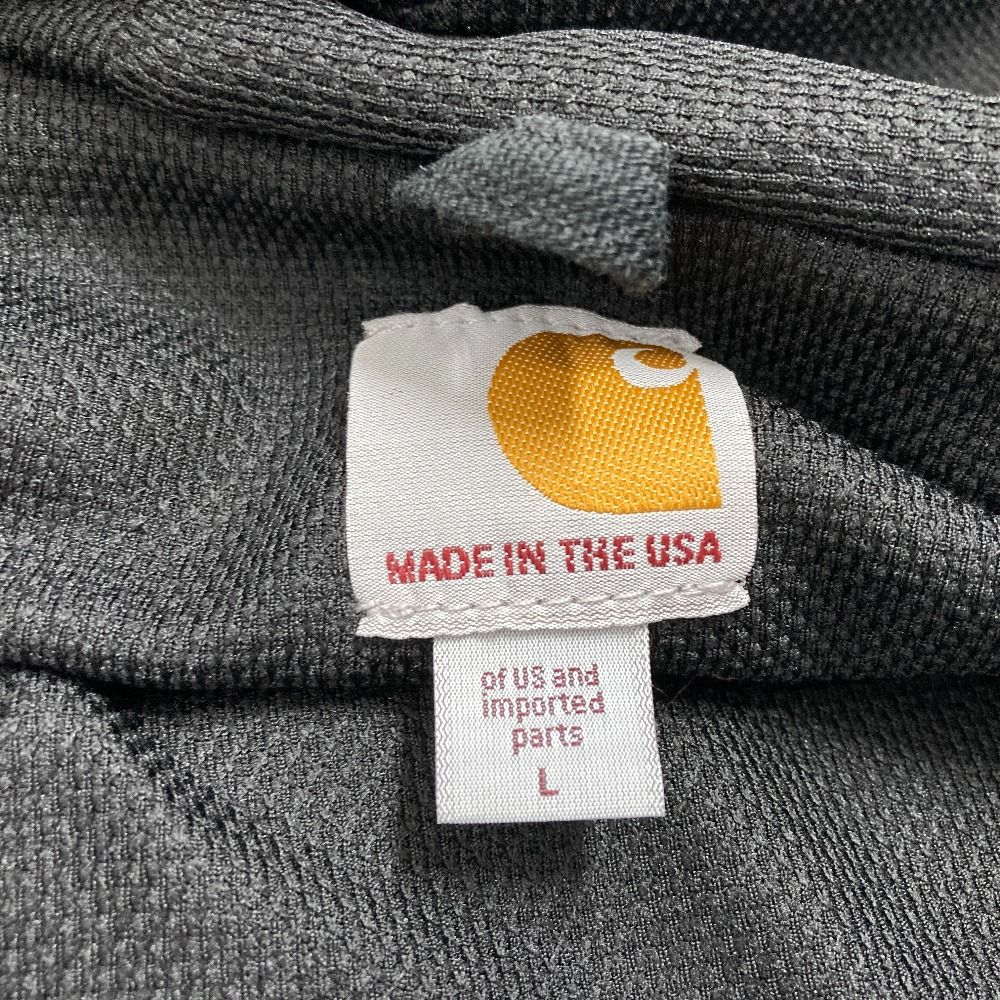 MADE IN THE USA
of US and
imported
parts
L